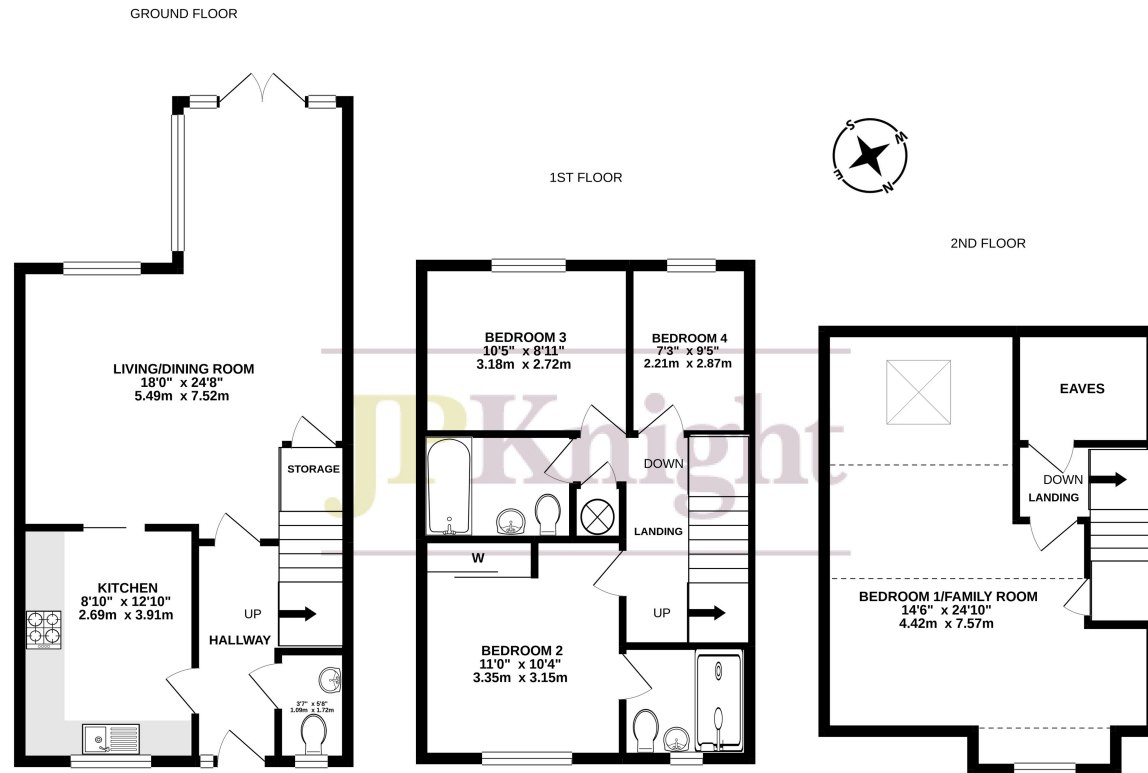 GROUND FLOOR
LIVING/DINING ROOM
18'0" x 24'8"
5.49m x 7.52m
STORAGE
KITCHEN
8'10" x 12'10"
2.69m x 3.91m
UP
HALLWAY
3'7" x 5'8"
1.09m x 1.72m
1ST FLOOR
BEDROOM 3
10'5" x 8'11"
3.18m x 2.72m
BEDROOM 4
7'3" x 9'5"
2.21m x 2.87m
DOWN
LANDING
W
UP
BEDROOM 2
11'0" x 10'4"
3.35m x 3.15m
S
W
E
N
2ND FLOOR
EAVES
DOWN
LANDING
BEDROOM 1/FAMILY ROOM
14'6" x 24'10"
4.42m x 7.57m
JPKnight